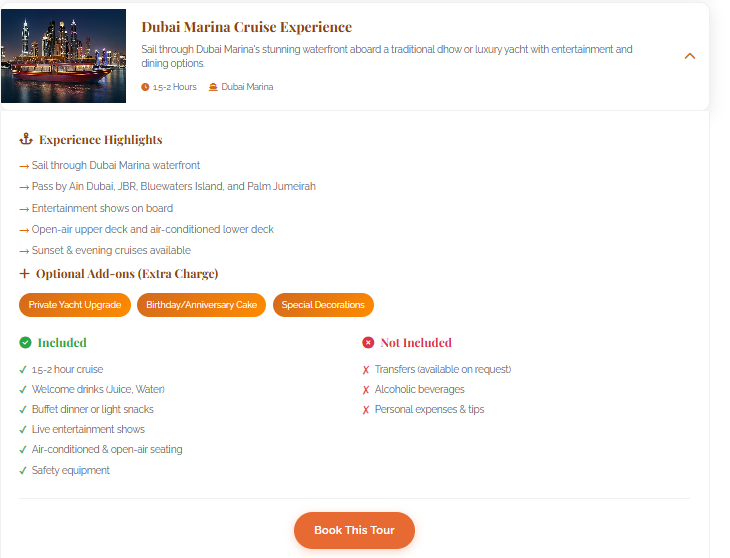 Dubai Marina Cruise Experience
Sail through Dubai Marina's stunning waterfront aboard a traditional dhow or luxury yacht with entertainment and
dining options.
1.5-2 Hours Dubai Marina
Experience Highlights
→ Sail through Dubai Marina waterfront
→ Pass by Ain Dubai, JBR, Bluewaters Island, and Palm Jumeirah
→ Entertainment shows on board
→ Open-air upper deck and air-conditioned lower deck
→ Sunset & evening cruises available
+ Optional Add-ons (Extra Charge)
Private Yacht Upgrade Birthday/Anniversary Cake Special Decorations
Included
✓ 1.5-2 hour cruise
✓ Welcome drinks (Juice, Water)
✓ Buffet dinner or light snacks
✓ Live entertainment shows
✓ Air-conditioned & open-air seating
✓ Safety equipment
Not Included
✗ Transfers (available on request)
✗ Alcoholic beverages
✗ Personal expenses & tips
Book This Tour